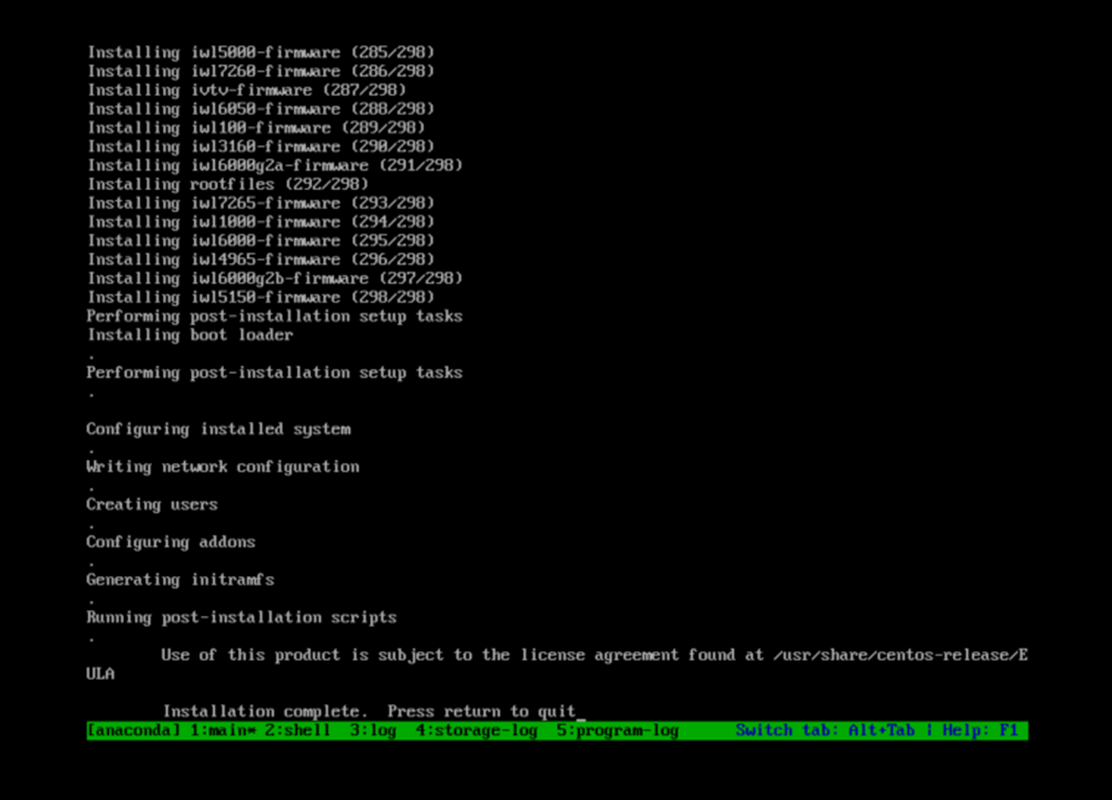 Installing iwl5000-firmware (285/298)
Installing iwl7260-firmware (286/298)
Installing ivtv-firmware (287/298)
Installing iwl6050-firmware (288/298)
Installing iwl100-firmware (289/298)
Installing iwl3160-firmware (290/298)
Installing iwl6000g2a-firmware (291/298)
Installing rootfiles (292/298)
Installing iwl7265-firmware (293/298)
Installing iwl1000-firmware (294/298)
Installing iwl6000-firmware (295/298)
Installing iwl4965-firmware (296/298)
Installing iwl6000g2b-firmware (297/298)
Installing iwl5150-firmware (298/298)
Performing post-installation setup tasks
Installing boot loader
.
Performing post-installation setup tasks
.
Configuring installed system
.
Writing network configuration
.
Creating users
.
Configuring addons
.
Generating initramfs
.
Running post-installation scripts
.
Use of this product is subject to the license agreement found at /usr/share/centos-release/E
ULA
Installation complete.  Press return to quit_
[anaconda] 1:main* 2:shell  3:log  4:storage-log  5:program-log      Switch tab: Alt+Tab | Help: F1